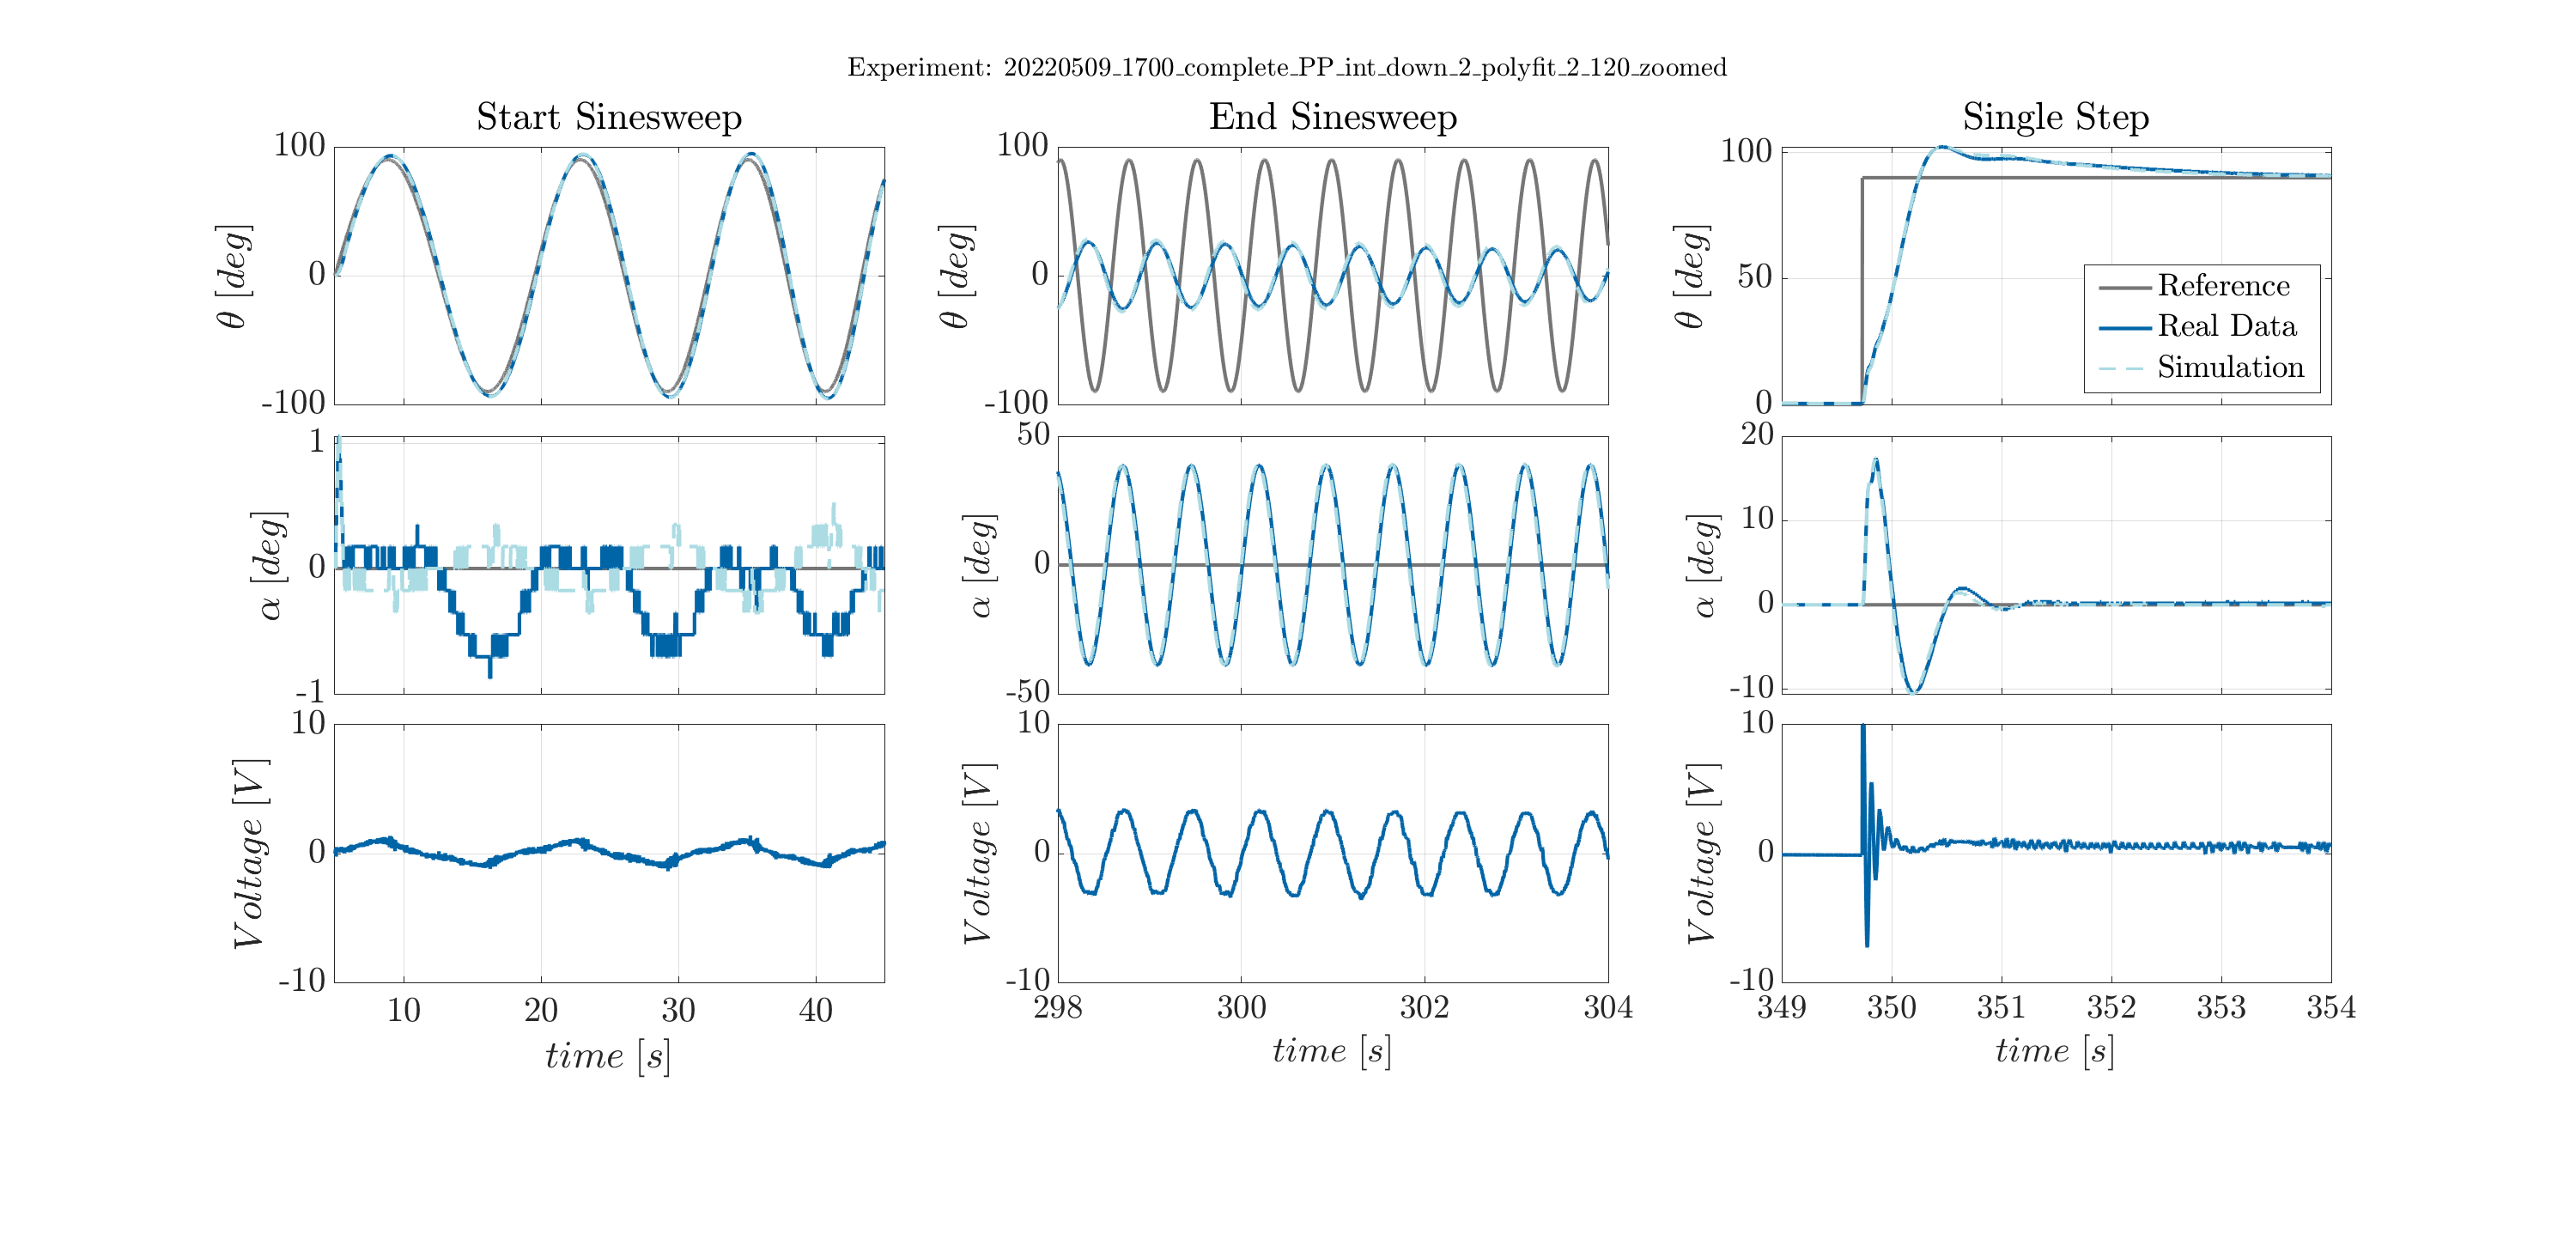 Experiment: 20220509_1700_complete_PP_int_down_2_polyfit_2_120_zoomed
Start Sinesweep
End Sinesweep
Single Step
100
0
-100
θ [deg]
100
0
-100
θ [deg]
100
50
0
θ [deg]
Reference
Real Data
Simulation
1
0
-1
α [deg]
50
0
-50
α [deg]
20
10
0
-10
α [deg]
10
0
-10
Voltage [V]
10 20 30 40
time [s]
10
0
-10
Voltage [V]
298 300 302 304
time [s]
10
0
-10
Voltage [V]
349 350 351 352 353 354
time [s]